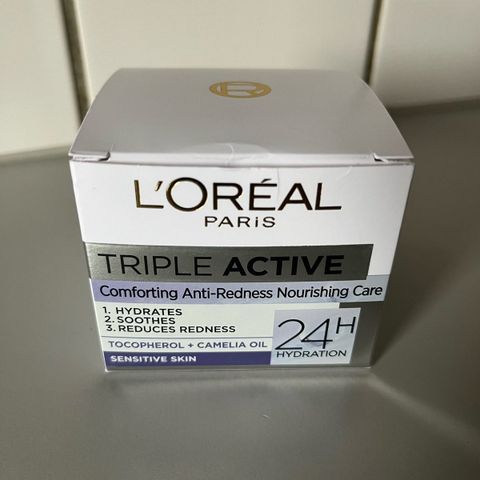 L'ORÉAL
PARiS
TRIPLE ACTIVE
Comforting Anti-Redness Nourishing Care
1. HYDRATES
2. SOOTHES
3. REDUCES REDNESS
TOCOPHEROL + CAMELIA OIL
SENSITIVE SKIN
24H
HYDRATION